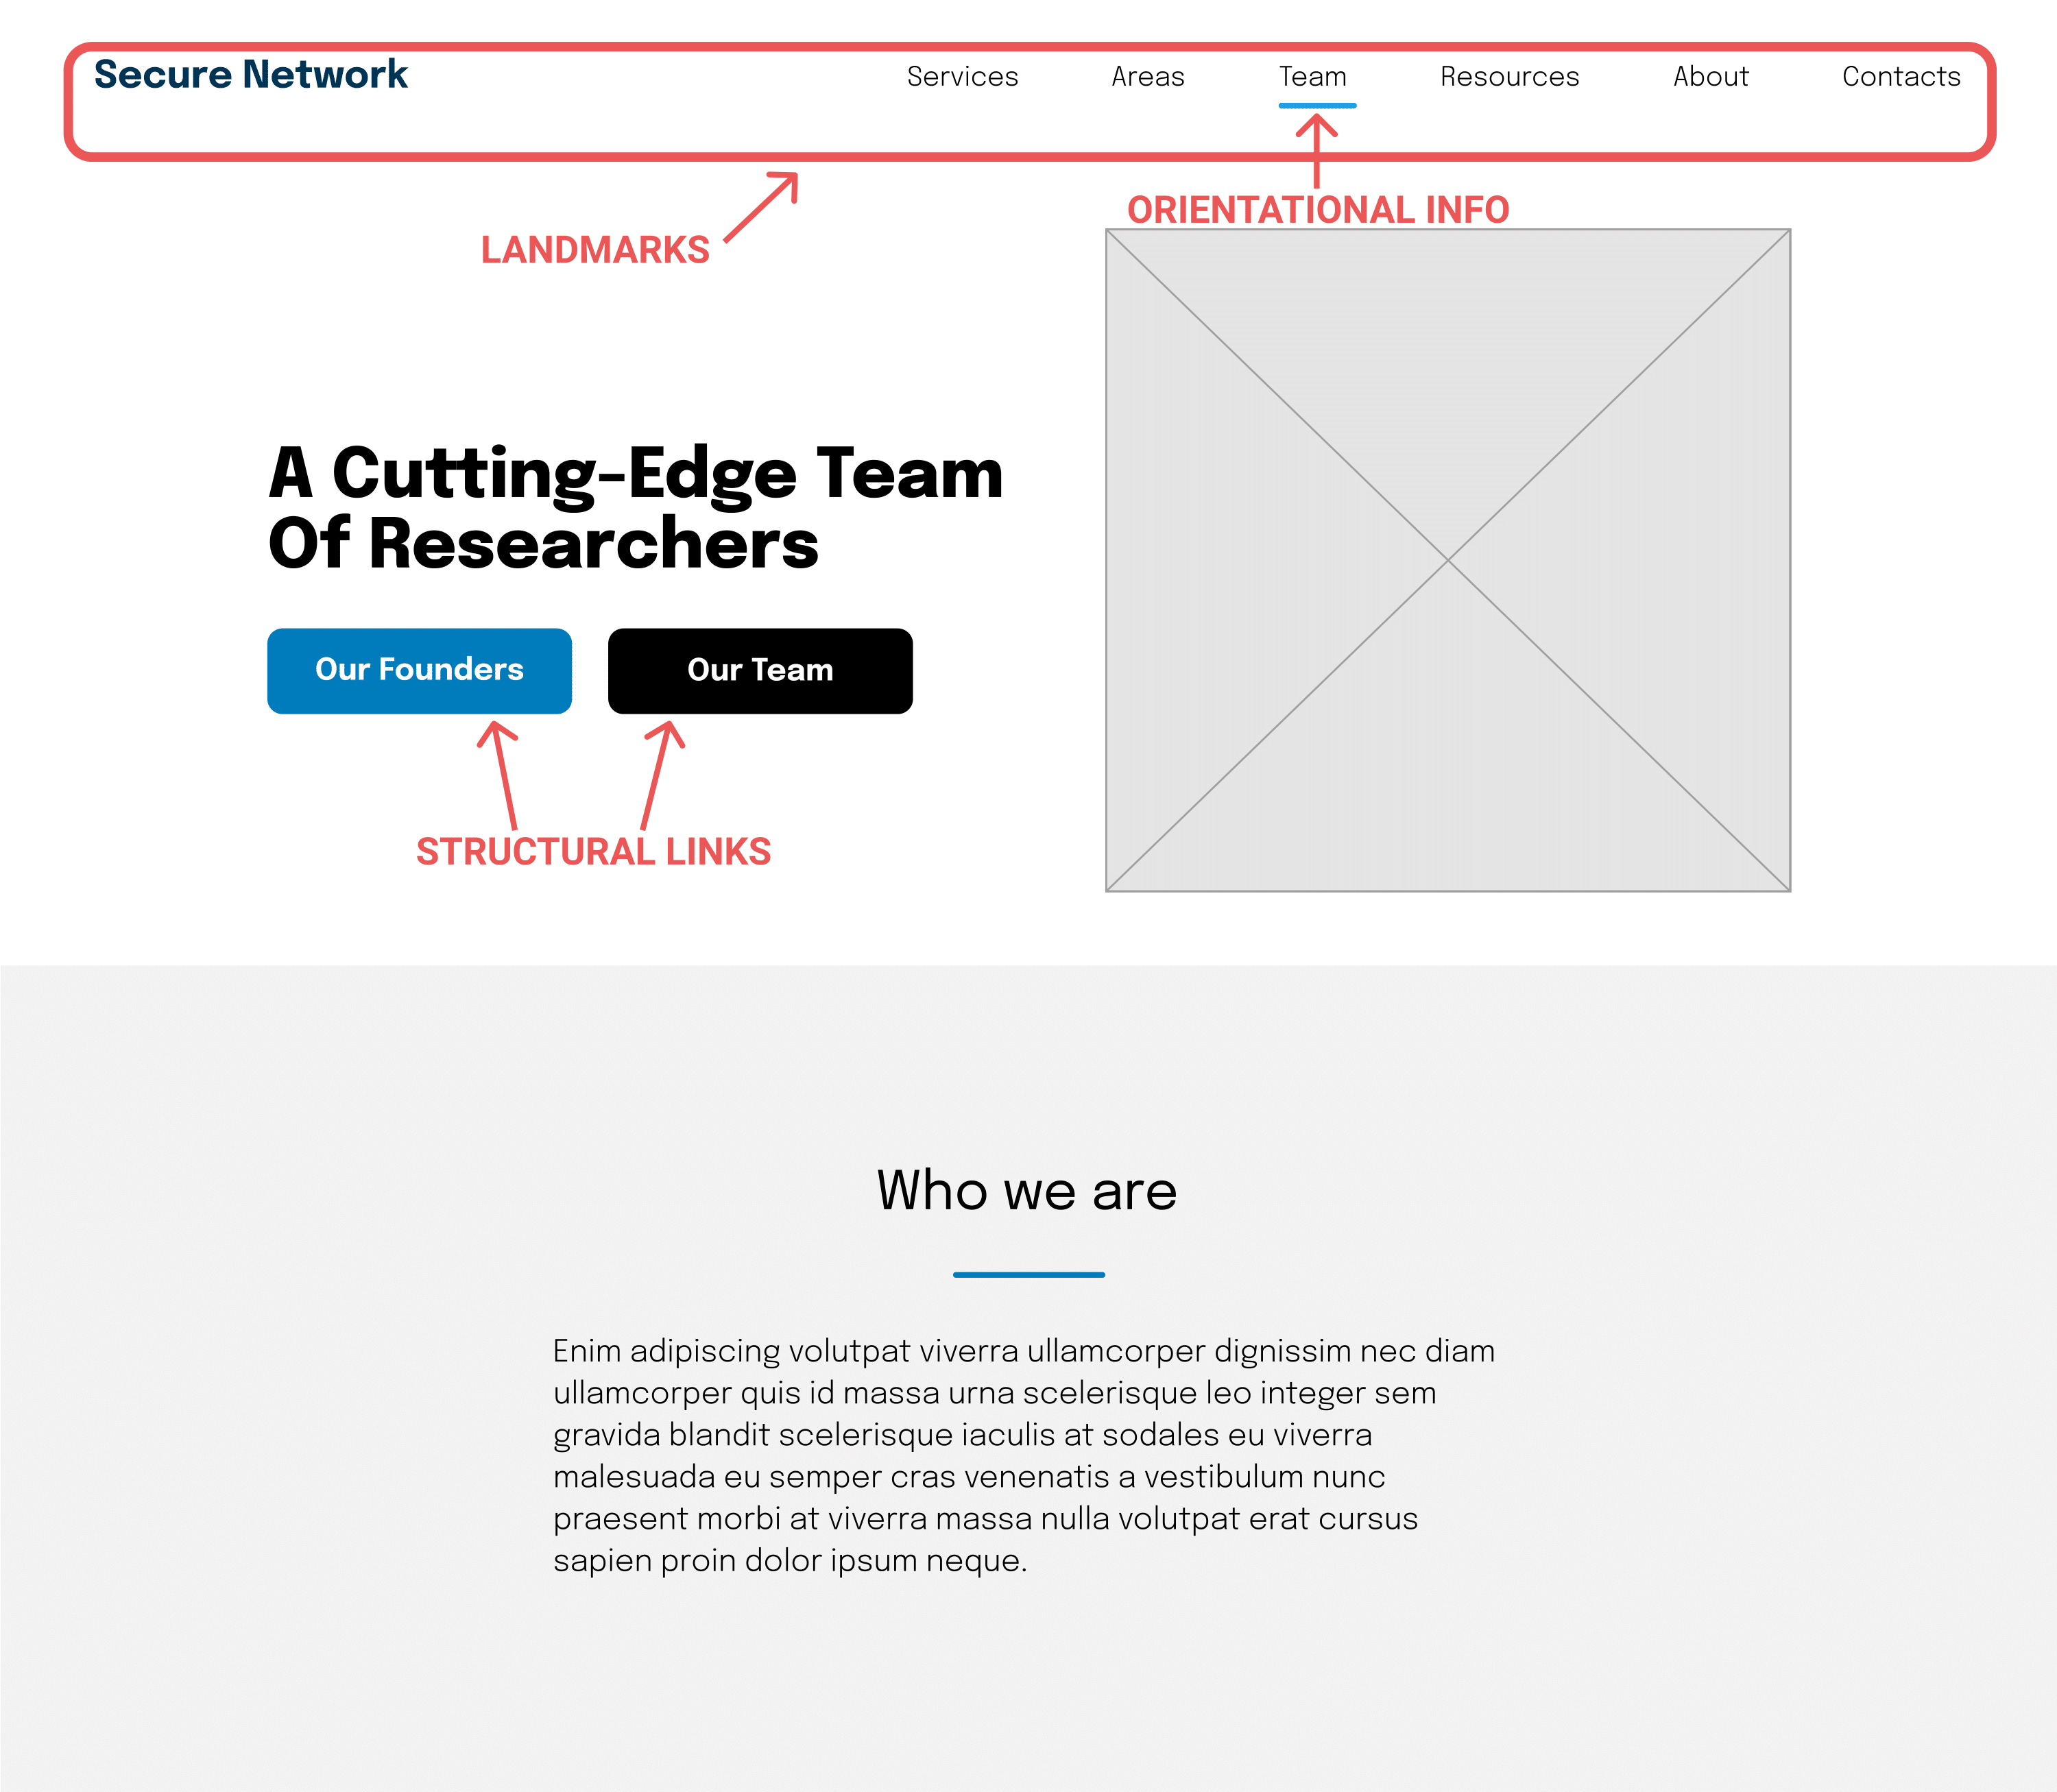 Secure Network
Services
Areas
Team
Resources
About
Contacts
ORIENTATIONAL INFO
LANDMARKS
A Cutting-Edge Team
Of Researchers
Our Founders
Our Team
STRUCTURAL LINKS
Who we are
Enim adipiscing volutpat viverra ullamcorper dignissim nec diam
ullamcorper quis id massa urna scelerisque leo integer sem
gravida blandit scelerisque iaculis at sodales eu viverra
malesuada eu semper cras venenatis a vestibulum nunc
praesent morbi at viverra massa nulla volutpat erat cursus
sapien proin dolor ipsum neque.